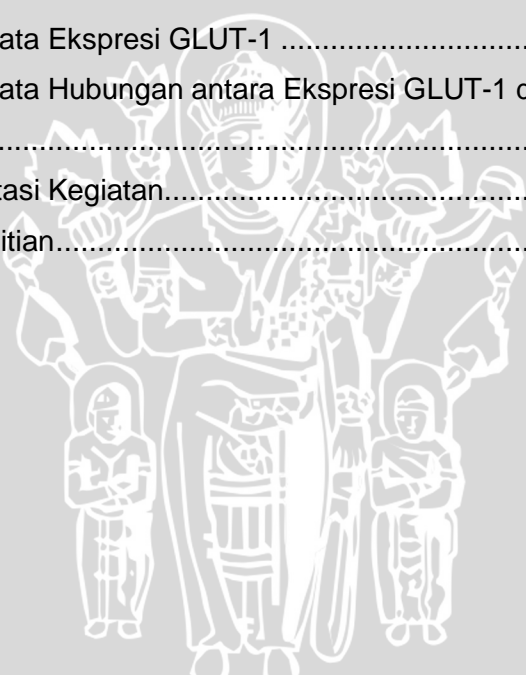 ata Ekspresi GLUT-1 ..........................
ata Hubungan antara Ekspresi GLUT-1 d
................................................................
tasi Kegiatan.............................................
itian...........................................................